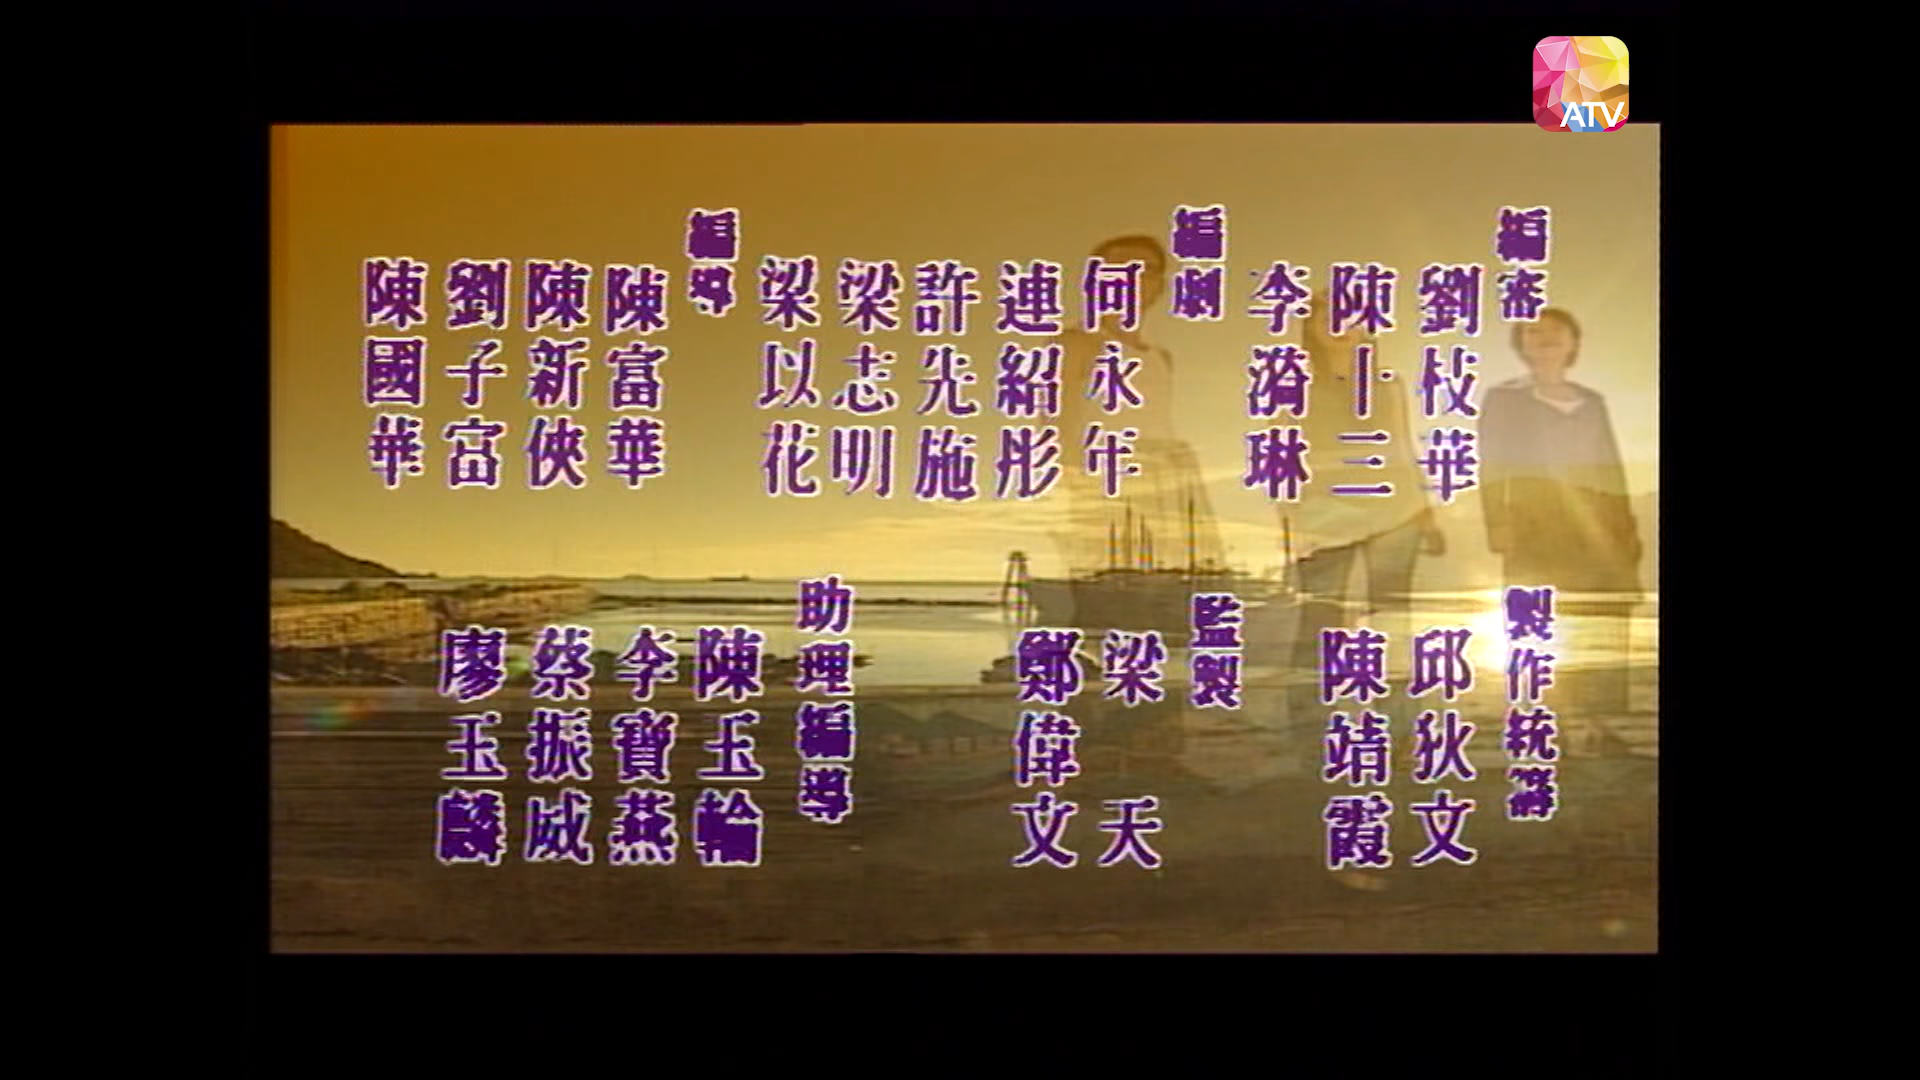 ATV
編審
劉枝華
陳十三
李漪琳
編劇
何永年
連紹彤
許先施
梁志明
梁以花
編導
陳富華
陳新俠
劉子富
陳國華
製作統籌
邱狄文
陳靖霞
監製
梁天
鄭偉文
助理編導
陳玉輪
李寶燕
蔡振威
廖玉麟